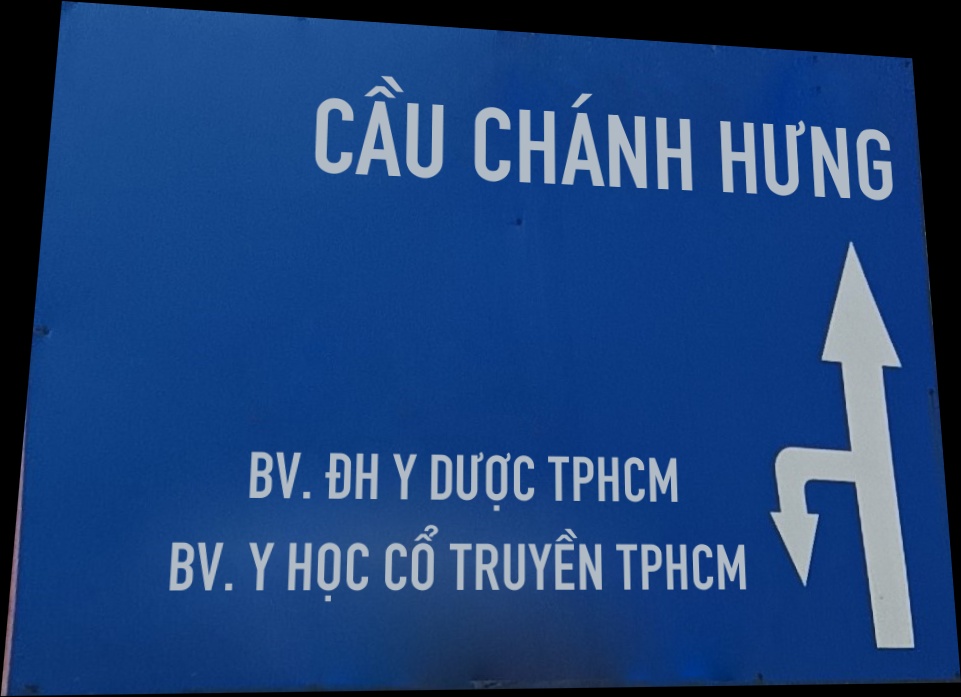 CẦU CHÁNH HƯNG
BV. ĐH Y DƯỢC TPHCM
BV. Y HỌC CỔ TRUYỀN TPHCM